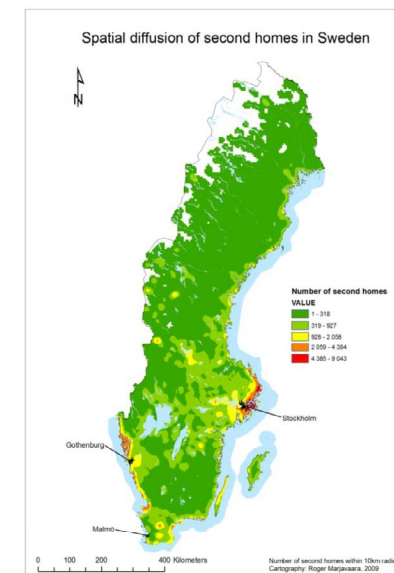 Spatial diffusion of second homes in Sweden
N
Number of second homes
VALUE
1 - 318
319 - 927
928 - 2 058
2 059 - 4 384
4 385 - 9 043
Stockholm
Gothenburg
Malmö
0 100 200 400 Kilometers
Number of second homes within 10km radi
Cartography: Roger Marjavaara, 2009